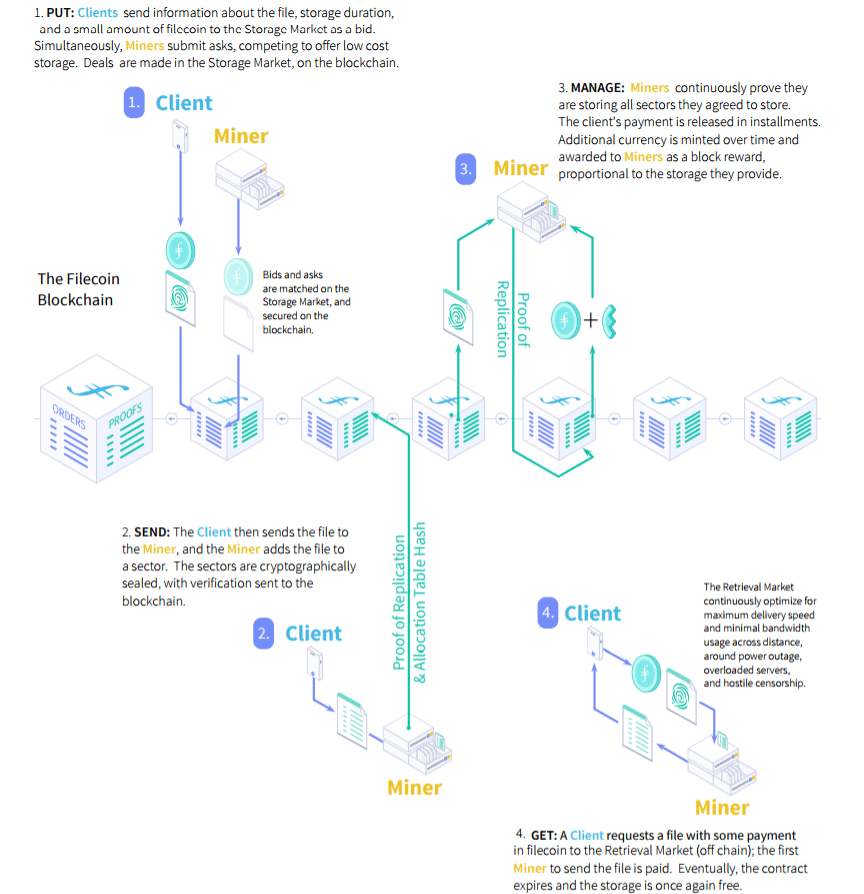 1. PUT: Clients send information about the file, storage duration,
and a small amount of filecoin to the Storage Market as a bid.
Simultaneously, Miners submit asks, competing to offer low cost
storage. Deals are made in the Storage Market, on the blockchain.
1. Client
Miner
3. MANAGE: Miners continuously prove they
are storing all sectors they agreed to store.
The client's payment is released in installments.
Additional currency is minted over time and
awarded to Miners as a block reward,
proportional to the storage they provide.
3. Miner
The Filecoin
Blockchain
Bids and asks
are matched on the
Storage Market, and
secured on the
blockchain.
Proof of
Replication
+
ORDERS
PROOFS
2. SEND: The Client then sends the file to
the Miner, and the Miner adds the file to
a sector. The sectors are cryptographically
sealed, with verification sent to the
blockchain.
2. Client
Proof of Replication
& Allocation Table Hash
Miner
4. Client
The Retrieval Market
continuously optimize for
maximum delivery speed
and minimal bandwidth
usage across distance,
around power outage,
overloaded servers,
and hostile censorship.
Miner
4. GET: A Client requests a file with some payment
in filecoin to the Retrieval Market (off chain); the first
Miner to send the file is paid. Eventually, the contract
expires and the storage is once again free.